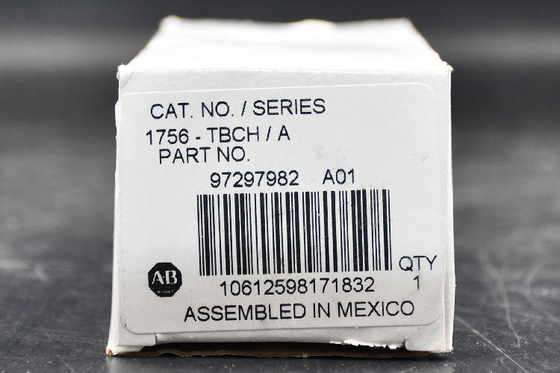 CAT. NO. / SERIES
1756 - TBCH / A
PART NO.
97297982 A01
10612598171832
QTY
1
AB
ASSEMBLED IN MEXICO